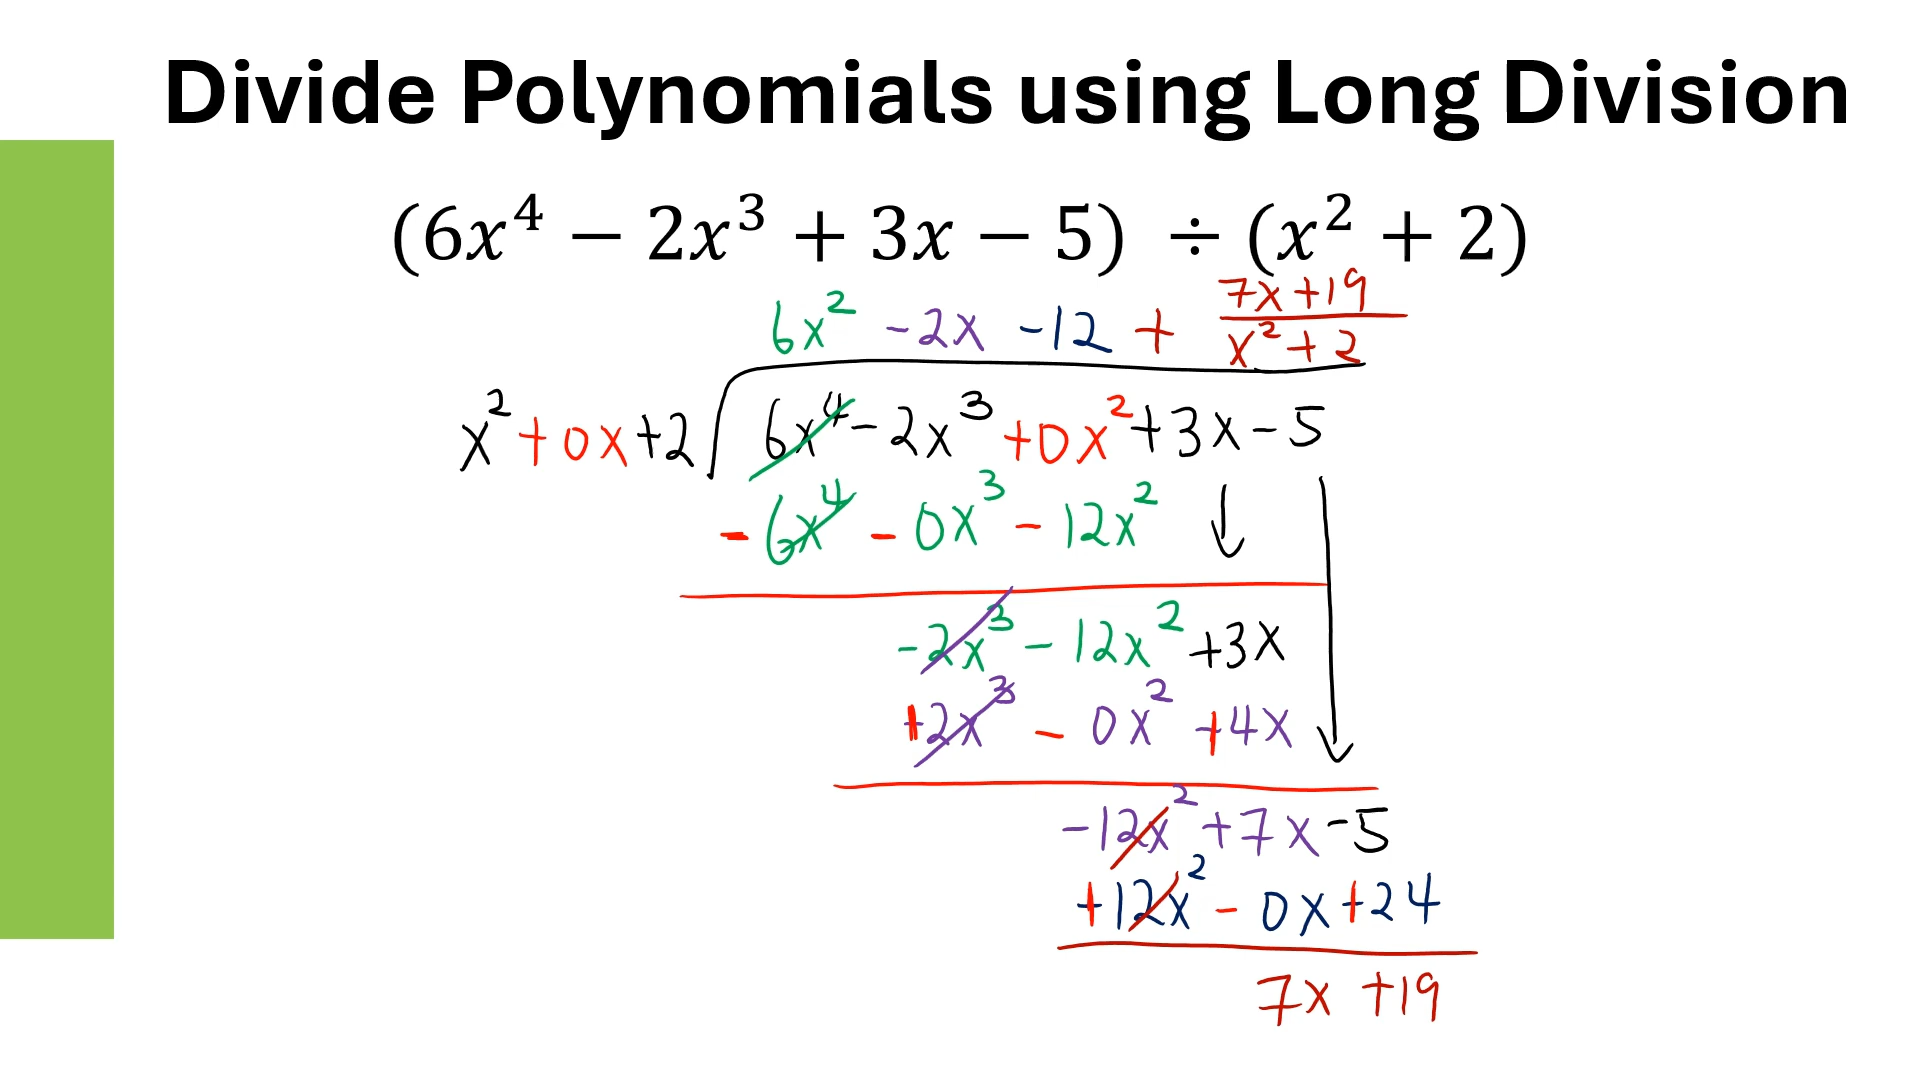 Divide Polynomials using Long Division
(6x⁴ − 2x³ + 3x − 5) ÷ (x² + 2)
7x + 19
6x² - 2x - 12 +
x² + 2
x² + 0x + 2 6x⁴ - 2x³ + 0x² + 3x - 5
- 6x⁴ - 0x³ - 12x² ↓
-2x³ - 12x² + 3x
+2x³ - 0x² + 4x
-12x² + 7x - 5
+12x² - 0x + 24
7x + 19